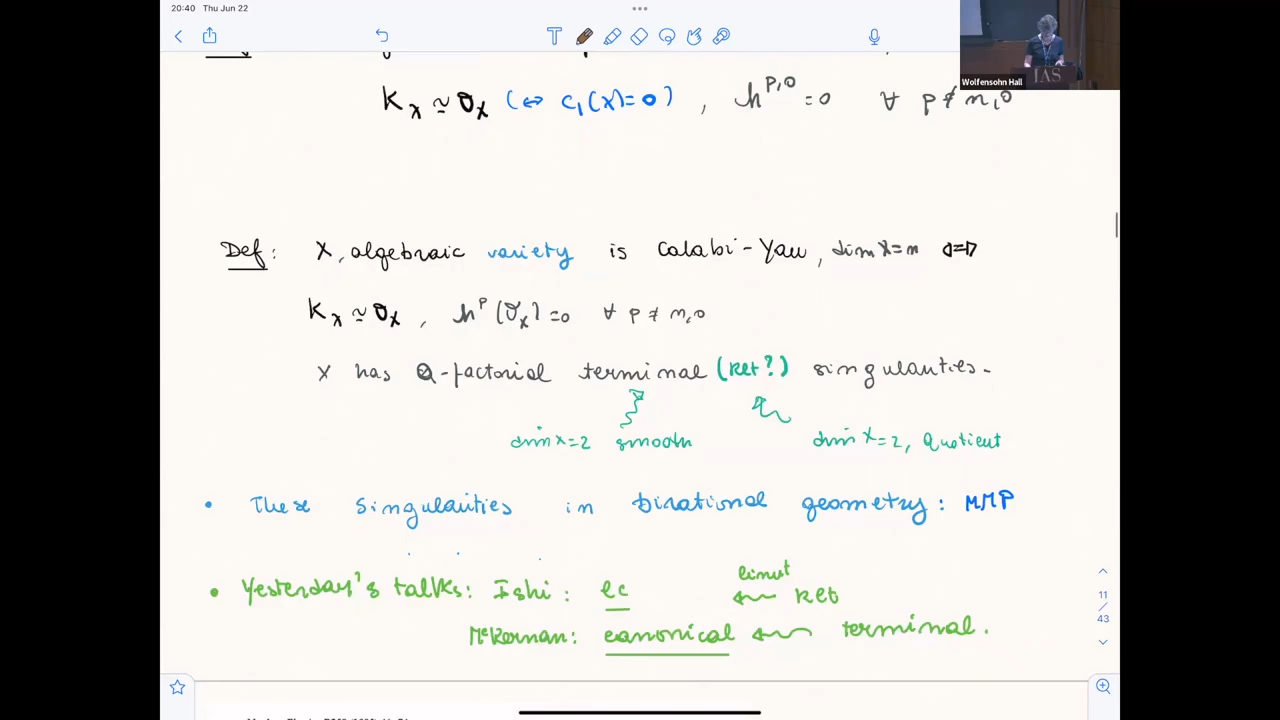 20:40 Thu Jun 22
Wolfensohn Hall
IAS
K_X ≃ O_X (↔ c_1(X)=0), h^{p,0} = 0 ∀ p ≠ n,0
Def: X, algebraic variety is Calabi-Yau, dim X=n
K_X ≃ O_X, h^p(O_X)=0 ∀ p ≠ n,0
X has Q-factorial terminal (klt?) singularities.
dim X=2 smooth
dim X=2, Quotient
• These singularities in birational geometry: MMP
• Yesterday's talks: Ishi: lc ← limit klt
McKernan: canonical ← terminal.
11
/
43